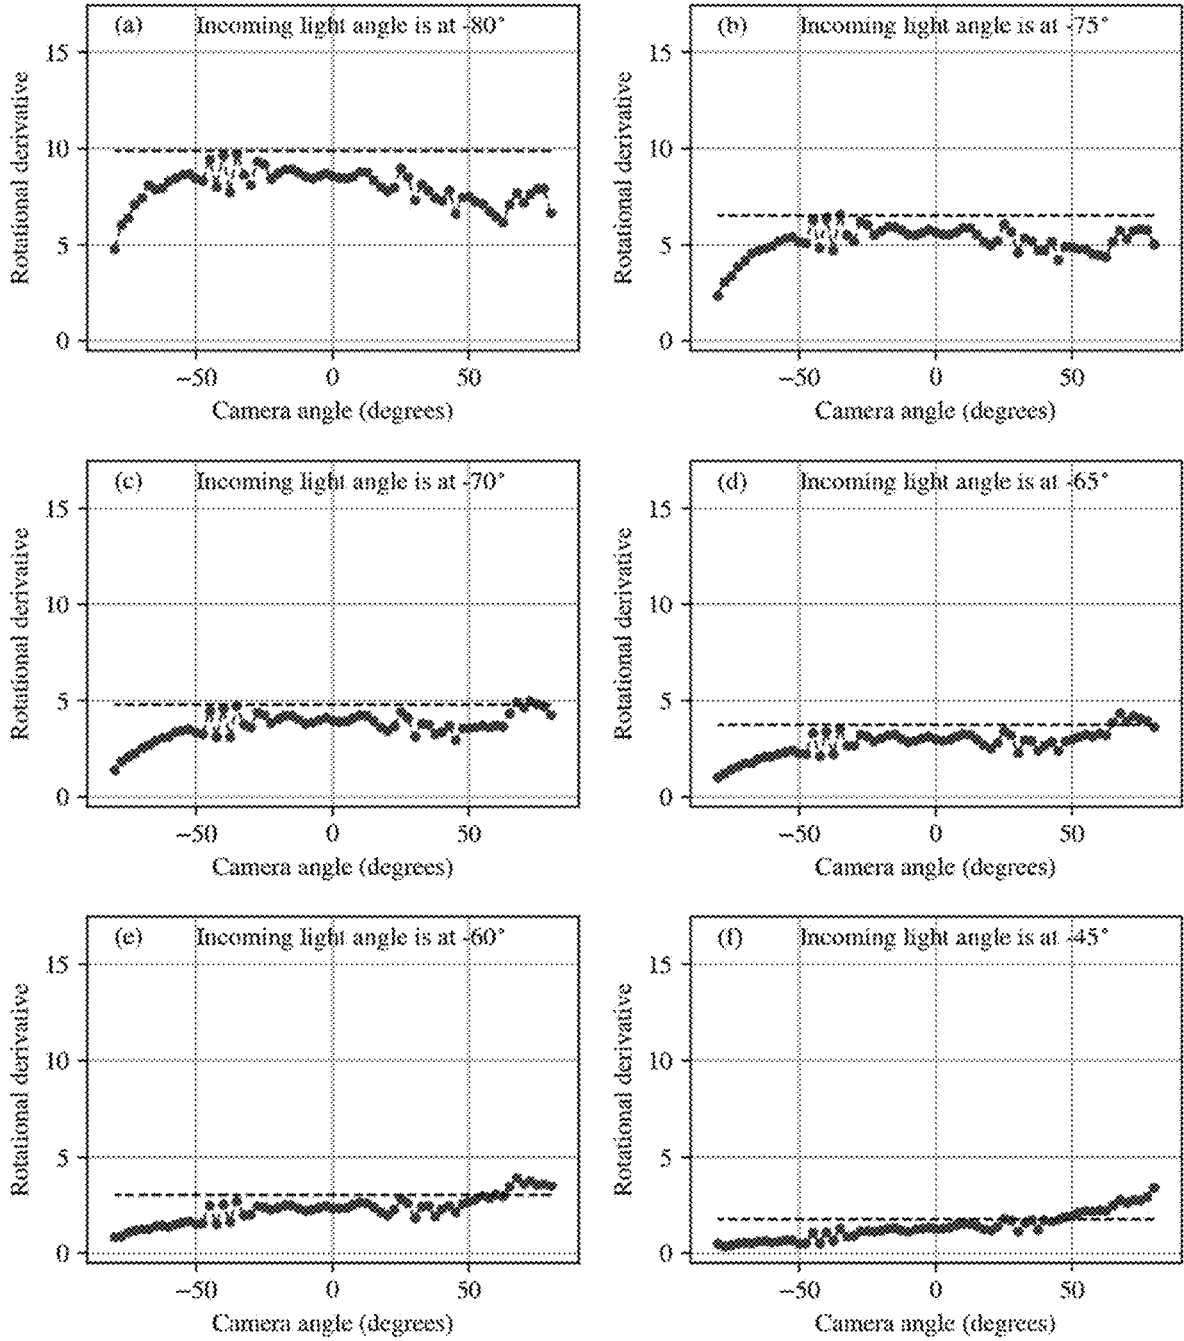 (a) Incoming light angle is at -80°
15
10
5
0
Rotational derivative
−50 0 50
Camera angle (degrees)
(b) Incoming light angle is at -75°
15
10
5
0
Rotational derivative
−50 0 50
Camera angle (degrees)
(c) Incoming light angle is at -70°
15
10
5
0
Rotational derivative
−50 0 50
Camera angle (degrees)
(d) Incoming light angle is at -65°
15
10
5
0
Rotational derivative
−50 0 50
Camera angle (degrees)
(e) Incoming light angle is at -60°
15
10
5
0
Rotational derivative
−50 0 50
Camera angle (degrees)
(f) Incoming light angle is at -45°
15
10
5
0
Rotational derivative
−50 0 50
Camera angle (degrees)